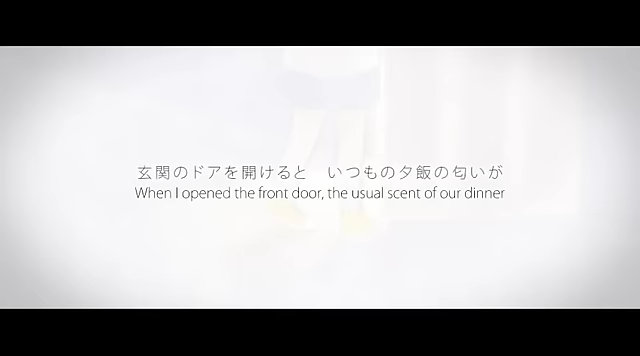 玄関のドアを開けると　いつもの夕飯の匂いが
When I opened the front door, the usual scent of our dinner